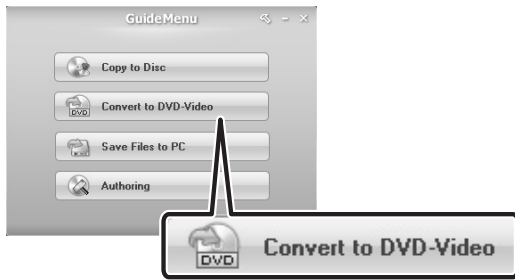 GuideMenu
Copy to Disc
DVD Convert to DVD-Video
Save Files to PC
Authoring
DVD Convert to DVD-Video